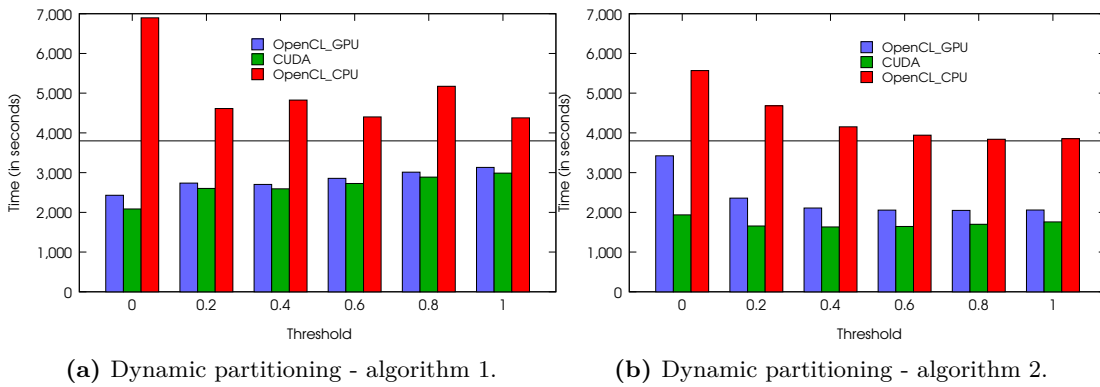 7,000
6,000
5,000
4,000
3,000
2,000
1,000
0
Time (in seconds)
OpenCL_GPU
CUDA
OpenCL_CPU
0 0.2 0.4 0.6 0.8 1
Threshold
(a) Dynamic partitioning - algorithm 1.
7,000
6,000
5,000
4,000
3,000
2,000
1,000
0
Time (in seconds)
OpenCL_GPU
CUDA
OpenCL_CPU
0 0.2 0.4 0.6 0.8 1
Threshold
(b) Dynamic partitioning - algorithm 2.